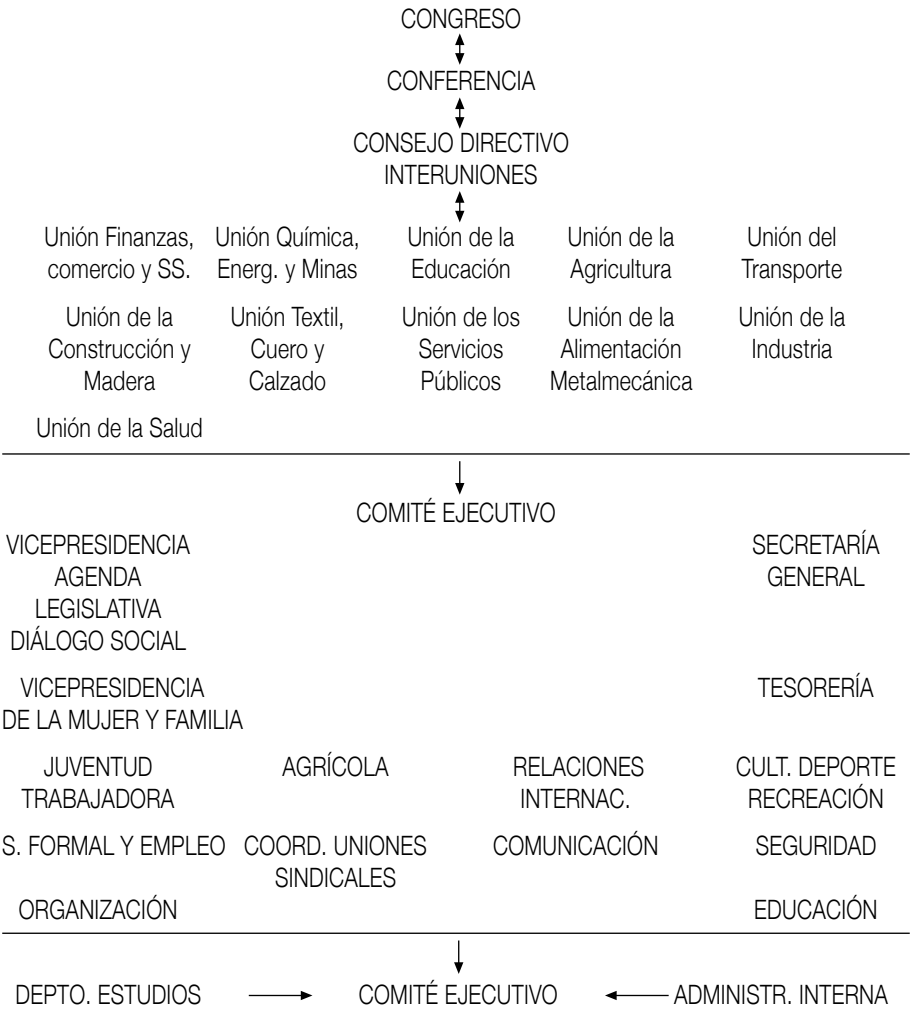 CONGRESO
CONFERENCIA
CONSEJO DIRECTIVO
INTERUNIONES
Unión Finanzas,
comercio y SS.
Unión Química,
Energ. y Minas
Unión de la
Educación
Unión de la
Agricultura
Unión del
Transporte
Unión de la
Construcción y
Madera
Unión Textil,
Cuero y
Calzado
Unión de los
Servicios
Públicos
Unión de la
Alimentación
Metalmecánica
Unión de la
Industria
Unión de la Salud
COMITÉ EJECUTIVO
VICEPRESIDENCIA
AGENDA
LEGISLATIVA
DIÁLOGO SOCIAL
SECRETARÍA
GENERAL
VICEPRESIDENCIA
DE LA MUJER Y FAMILIA
TESORERÍA
JUVENTUD
TRABAJADORA
AGRÍCOLA
RELACIONES
INTERNAC.
CULT. DEPORTE
RECREACIÓN
S. FORMAL Y EMPLEO
COORD. UNIONES
SINDICALES
COMUNICACIÓN
SEGURIDAD
ORGANIZACIÓN
EDUCACIÓN
DEPTO. ESTUDIOS
COMITÉ EJECUTIVO
ADMINISTR. INTERNA